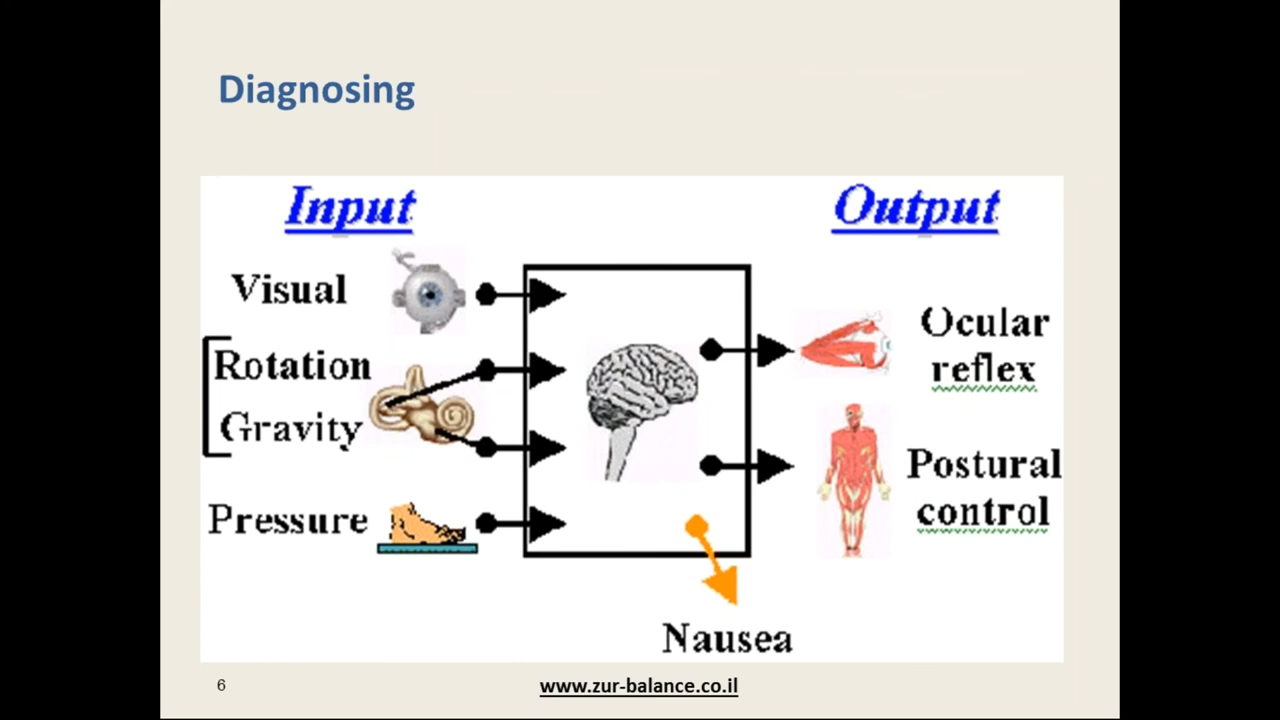 Diagnosing
Input
Output
Visual
Rotation
Gravity
Pressure
Ocular
reflex
Postural
control
Nausea
6
www.zur-balance.co.il